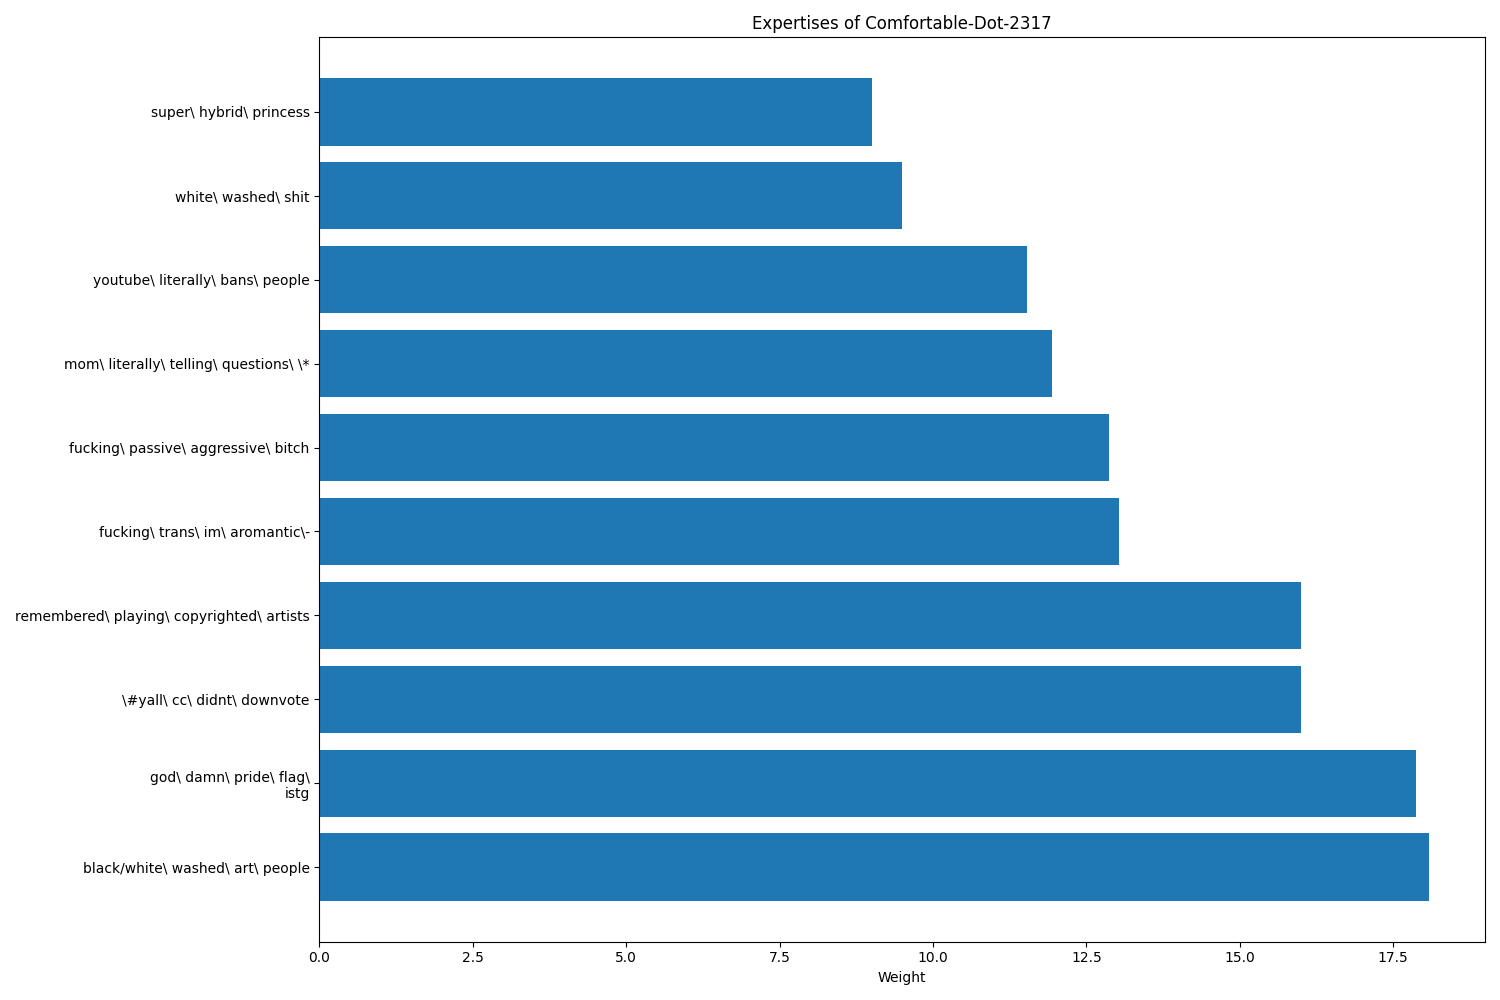 Expertises of Comfortable-Dot-2317
super\ hybrid\ princess
white\ washed\ shit
youtube\ literally\ bans\ people
mom\ literally\ telling\ questions\ \*
fucking\ passive\ aggressive\ bitch
fucking\ trans\ im\ aromantic\-
remembered\ playing\ copyrighted\ artists
\#yall\ cc\ didnt\ downvote
god\ damn\ pride\ flag\
istg
black/white\ washed\ art\ people
0.0 2.5 5.0 7.5 10.0 12.5 15.0 17.5
Weight